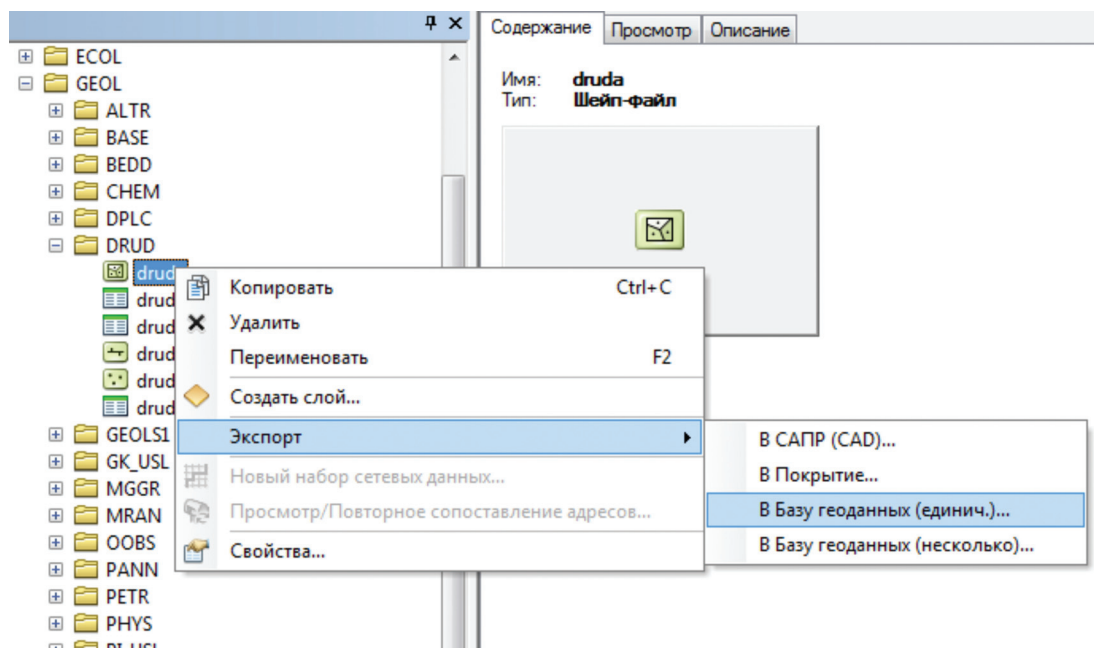 Содержание Просмотр Описание
ECOL
GEOL
ALTR
BASE
BEDD
CHEM
DPLC
DRUD
drud
drud
drud
drud
drud
drud
GEOLS1
GK_USL
MGGR
MRAN
OOBS
PANN
PETR
PHYS
Имя: druda
Тип: Шейп-файл
Копировать Ctrl+C
Удалить
Переименовать F2
Создать слой...
Экспорт
Новый набор сетевых данных...
Просмотр/Повторное сопоставление адресов...
Свойства...
В САПР (CAD)...
В Покрытие...
В Базу геоданных (единич.)...
В Базу геоданных (несколько)...